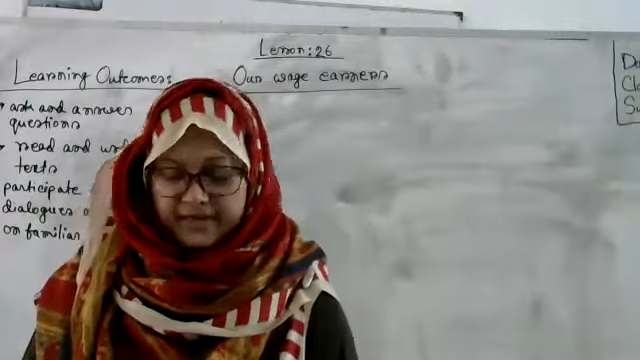 Lesson: 26
Our wage earners
Learning Outcomes:
ask and answer
questions
read and
texts
participate
dialogues
on familiar